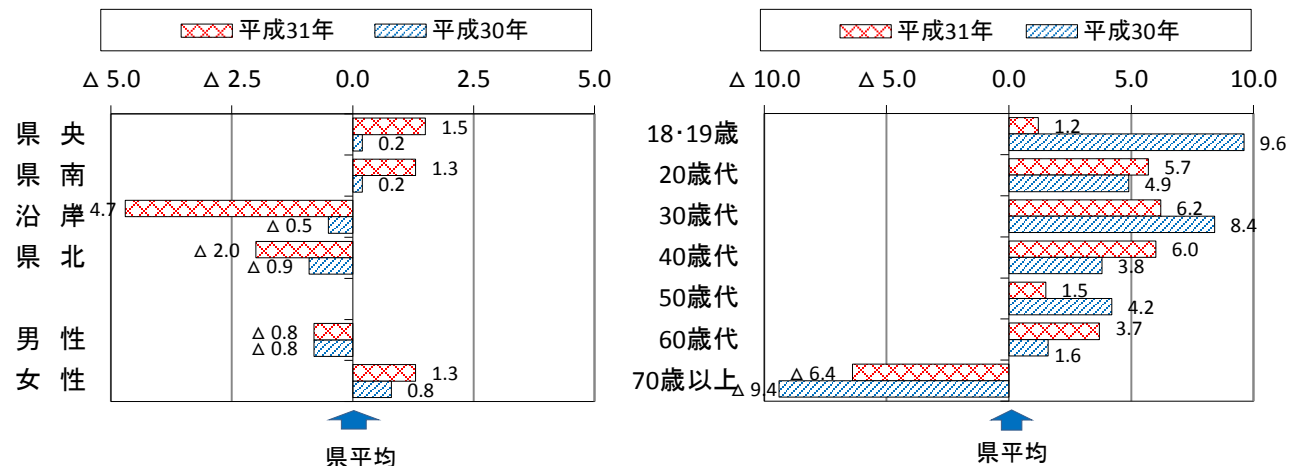 平成31年 平成30年
Δ 5.0 Δ 2.5 0.0 2.5 5.0
県 央 1.5
0.2
県 南 1.3
0.2
沿 岸 4.7
Δ 0.5
県 北 Δ 2.0
Δ 0.9
男 性 Δ 0.8
Δ 0.8
女 性 1.3
0.8
県平均
平成31年 平成30年
Δ 10.0 Δ 5.0 0.0 5.0 10.0
18・19歳 1.2
9.6
20歳代 5.7
4.9
30歳代 6.2
8.4
40歳代 6.0
3.8
50歳代 1.5
4.2
60歳代 3.7
1.6
70歳以上 Δ 6.4
Δ 9.4
県平均